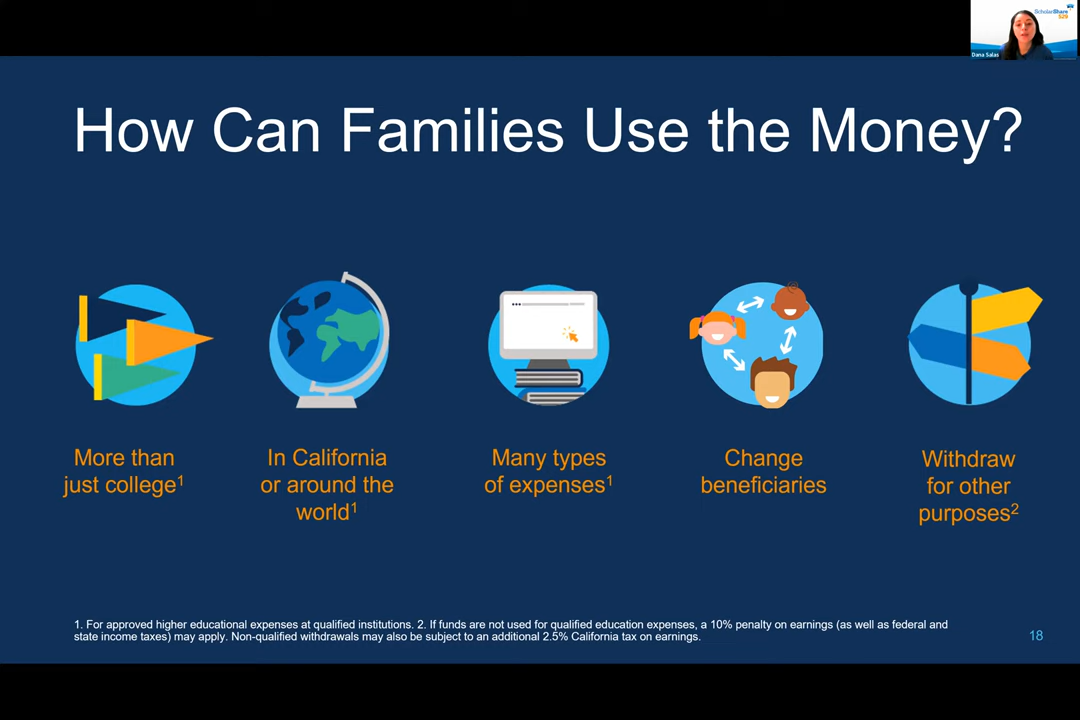 ScholarShare
529
Dana Salas
How Can Families Use the Money?
More than
just college¹
In California
or around the
world¹
Many types
of expenses¹
Change
beneficiaries
Withdraw
for other
purposes²
1. For approved higher educational expenses at qualified institutions. 2. If funds are not used for qualified education expenses, a 10% penalty on earnings (as well as federal and
state income taxes) may apply. Non-qualified withdrawals may also be subject to an additional 2.5% California tax on earnings.
18